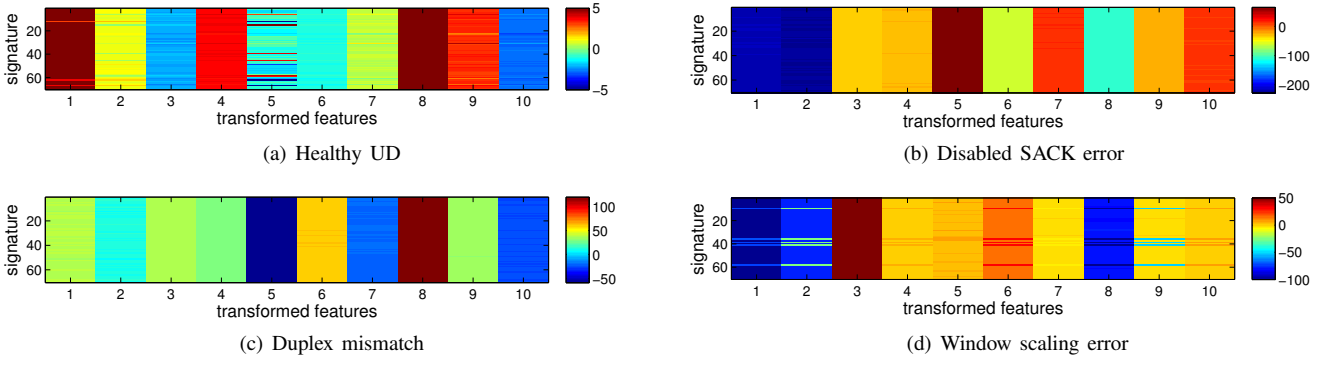 signature
20
40
60
1 2 3 4 5 6 7 8 9 10
transformed features
5
0
−5
(a) Healthy UD
signature
20
40
60
1 2 3 4 5 6 7 8 9 10
transformed features
0
−100
−200
(b) Disabled SACK error
signature
20
40
60
1 2 3 4 5 6 7 8 9 10
transformed features
100
50
0
−50
(c) Duplex mismatch
signature
20
40
60
1 2 3 4 5 6 7 8 9 10
transformed features
50
0
−50
−100
(d) Window scaling error